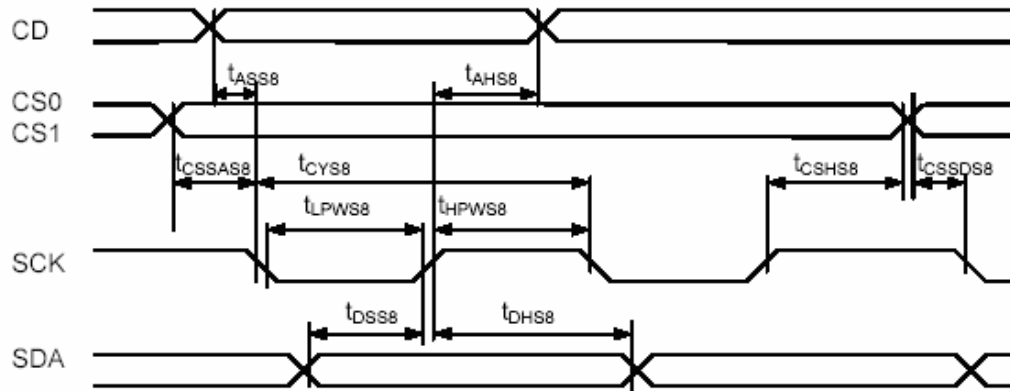 CD
tASS8 tAHS8
CS0
CS1
tCSSAS8 tCYS8 tCSHS8 tCSSDS8
tLPWS8 tHPWS8
SCK
tDSS8 tDHS8
SDA